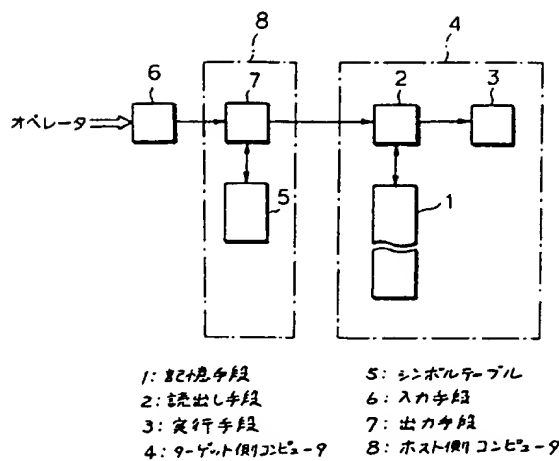 8
4
6
7
2
3
オペレータ
5
1
1: 記憶手段
2: 読出し手段
3: 実行手段
4: ターゲット側コンピュータ
5: シンボルテーブル
6: 入力手段
7: 出力手段
8: ホスト側コンピュータ